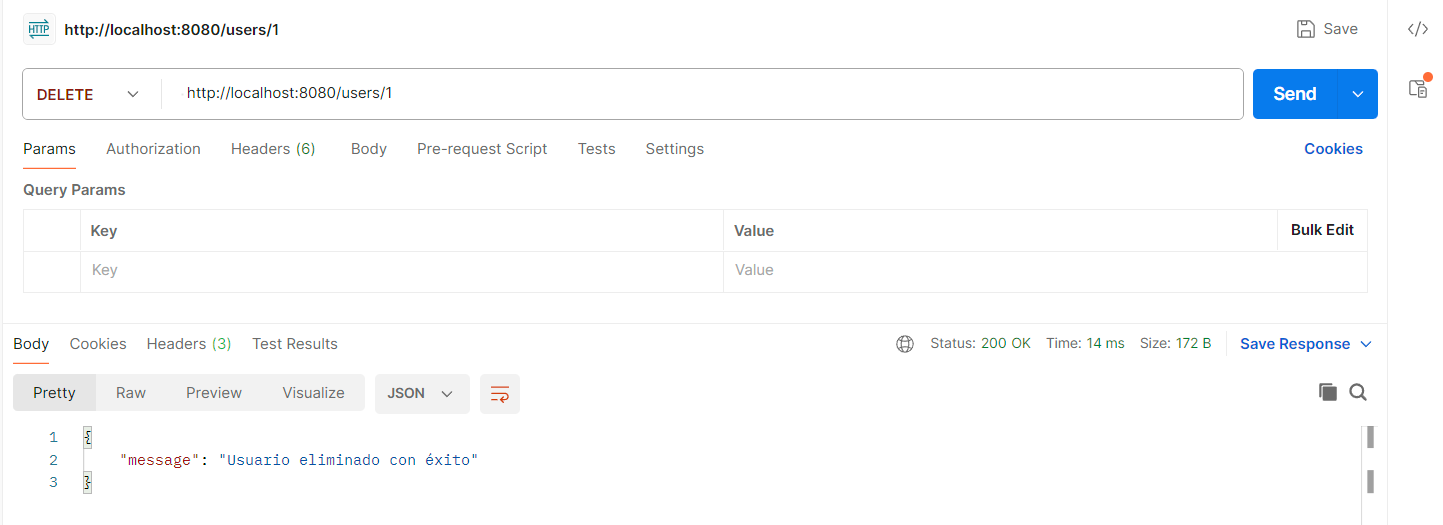 HTTP http://localhost:8080/users/1 Save </>
DELETE http://localhost:8080/users/1 Send
Params Authorization Headers (6) Body Pre-request Script Tests Settings Cookies
Query Params
Key Value Bulk Edit
Key Value
Body Cookies Headers (3) Test Results Status: 200 OK Time: 14 ms Size: 172 B Save Response
Pretty Raw Preview Visualize JSON
1 {
2 "message": "Usuario eliminado con éxito"
3 }